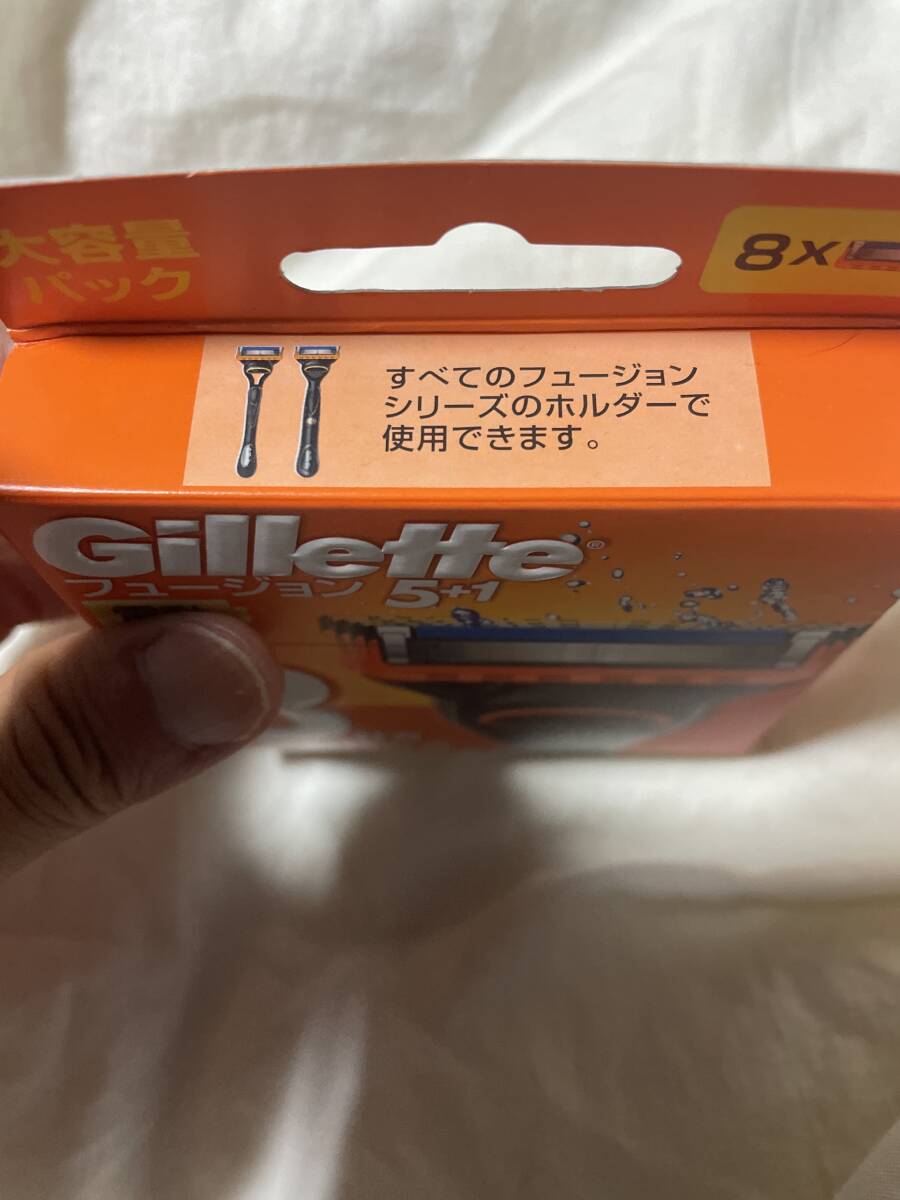 大容量
パック
8X
すべてのフュージョン
シリーズのホルダーで
使用できます。
Gillette®
フュージョン 5+1
8